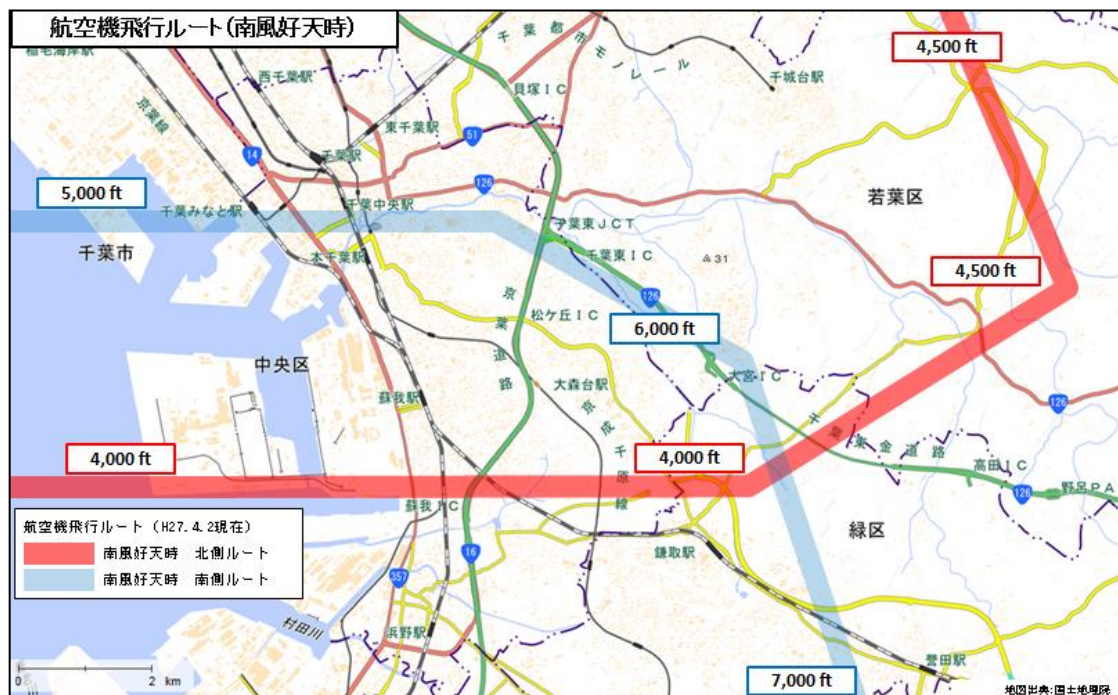 航空機飛行ルート(南風好天時)
4,500 ft
稲毛海岸駅
西千葉駅
千葉都市モノレール
千城台駅
貝塚IC
京葉線
東千葉駅
51
14
千葉駅
126
5,000 ft
若葉区
千葉みなと駅
千葉中央駅
千葉東JCT
千葉市
本千葉駅
千葉東IC
31
4,500 ft
126
京葉道路
松ケ丘IC
6,000 ft
中央区
大宮IC
大森台駅
蘇我駅
126
京成千原線
千葉東金道路
4,000 ft
4,000 ft
高田IC
野呂PA
126
蘇我IC
緑区
航空機飛行ルート(H27.4.2現在)
南風好天時 北側ルート
南風好天時 南側ルート
鎌取駅
16
357
村田川
浜野駅
誉田駅
0 2 km
7,000 ft
地図出典:国土地理院